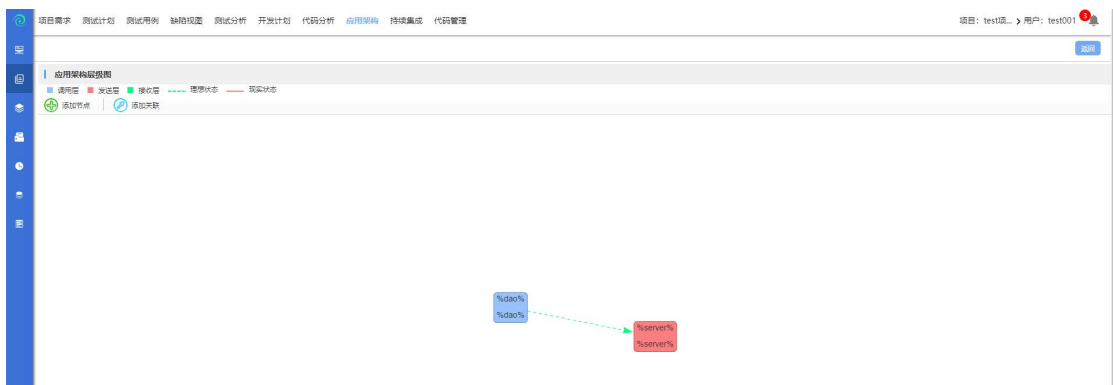 项目需求 测试计划 测试用例 缺陷视图 测试分析 开发计划 代码分析 应用架构 持续集成 代码管理 项目：test项... 用户：test001 3
返回
应用架构层级图
调用层 发送层 接收层 理想状态 现实状态
添加节点 添加关联
%dao%
%dao%
%server%
%server%